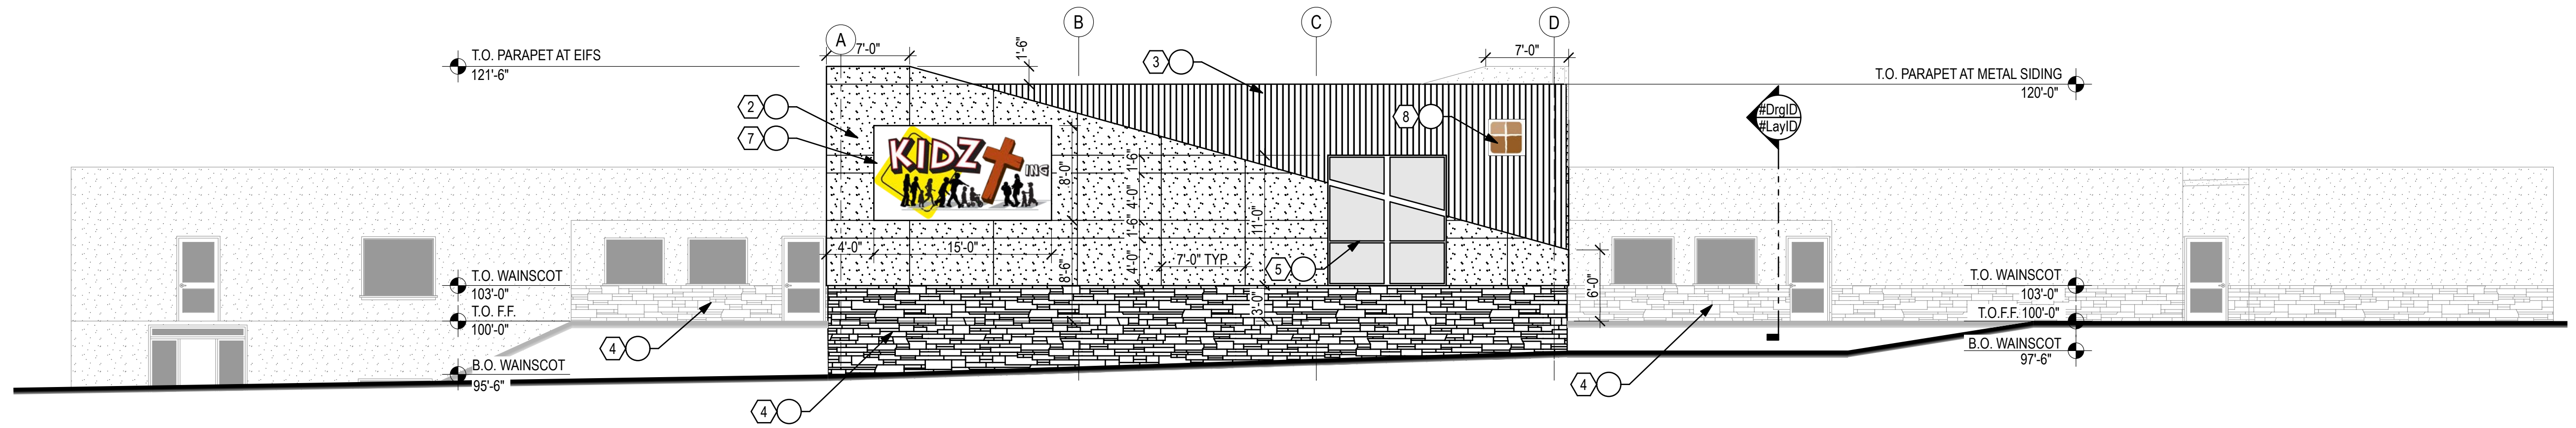 A
B
C
D
7'-0"
1'-6"
7'-0"
T.O. PARAPET AT EIFS
121'-6"
3
T.O. PARAPET AT METAL SIDING
120'-0"
2
7
8
#DrgID
#LayID
KIDZ
ING
8'-0"
1'-6"
4'-0"
1'-6"
4'-0"
11'-0"
4'-0"
15'-0"
8'-6"
7'-0" TYP.
5
3'-0"
6'-0"
T.O. WAINSCOT
103'-0"
T.O. F.F.
100'-0"
B.O. WAINSCOT
95'-6"
T.O. WAINSCOT
103'-0"
T.O.F.F. 100'-0"
B.O. WAINSCOT
97'-6"
4
4
4